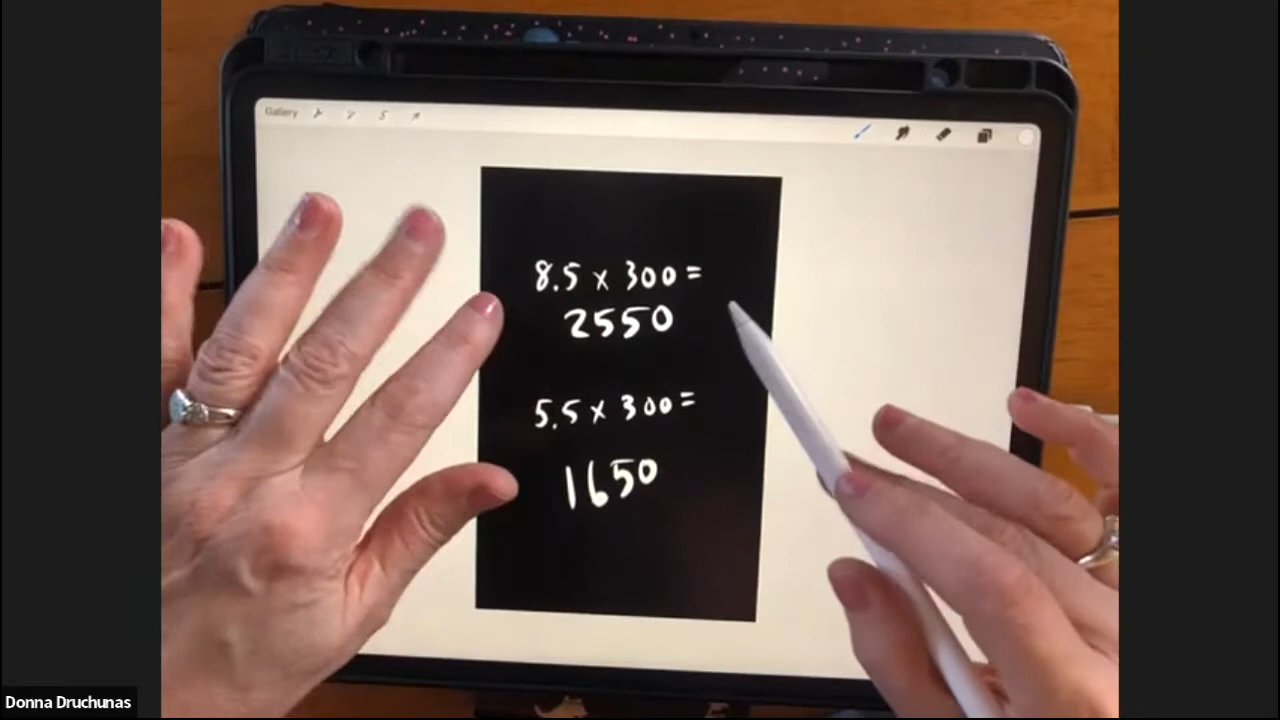 Gallery
8.5 x 300 =
2550
5.5 x 300 =
1650
Donna Druchunas